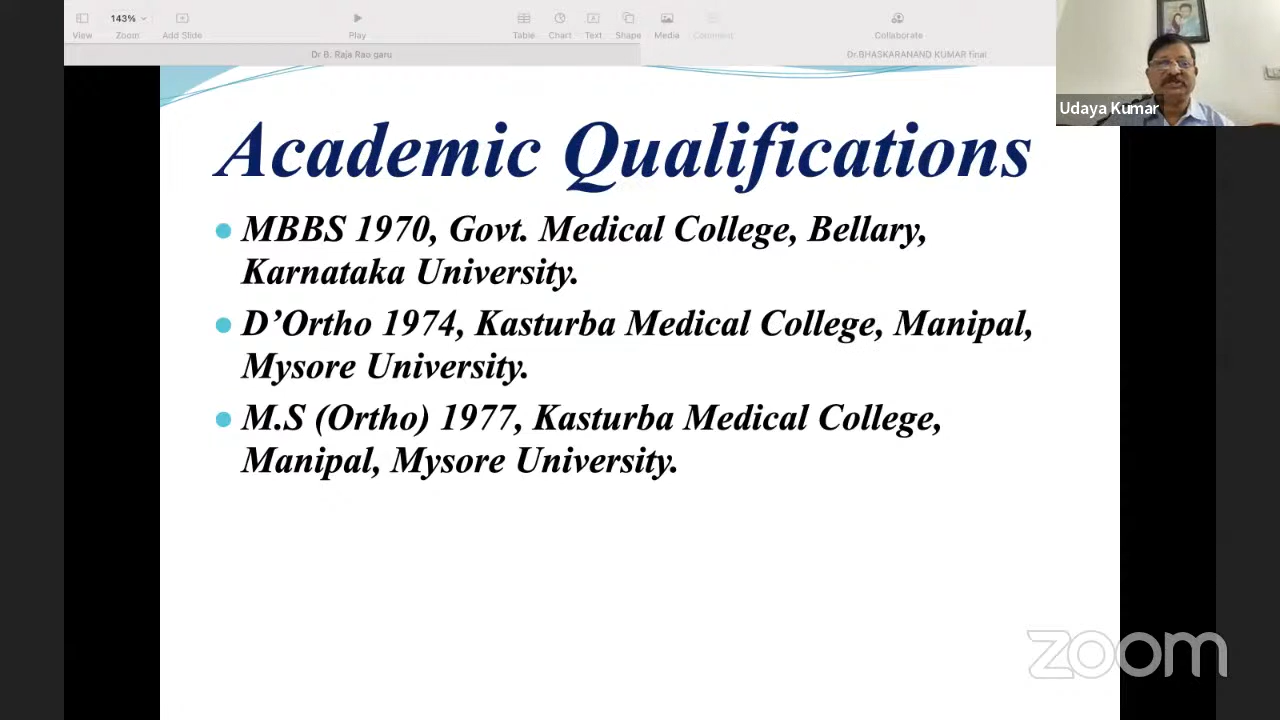 143%
View
Zoom
Add Slide
Play
Table
Chart
Text
Shape
Media
Comment
Collaborate
Dr B. Raja Rao garu
Dr.BHASKARANAND KUMAR final
Udaya Kumar
Academic Qualifications
MBBS 1970, Govt. Medical College, Bellary,
Karnataka University.
D’Ortho 1974, Kasturba Medical College, Manipal,
Mysore University.
M.S (Ortho) 1977, Kasturba Medical College,
Manipal, Mysore University.
zoom